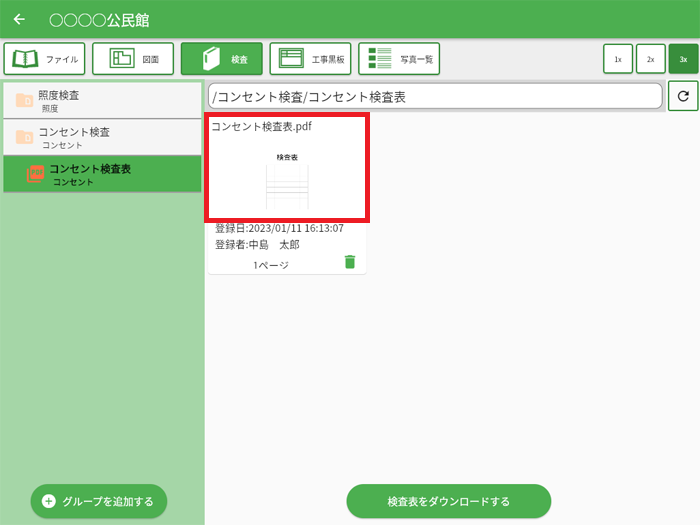 〇〇〇〇公民館
ファイル
図面
検査
工事黒板
写真一覧
1x
2x
3x
照度検査
照度
コンセント検査
コンセント
コンセント検査表
コンセント
/コンセント検査/コンセント検査表
コンセント検査表.pdf
検査表
登録日:2023/01/11 16:13:07
登録者:中島　太郎
1ページ
グループを追加する
検査表をダウンロードする